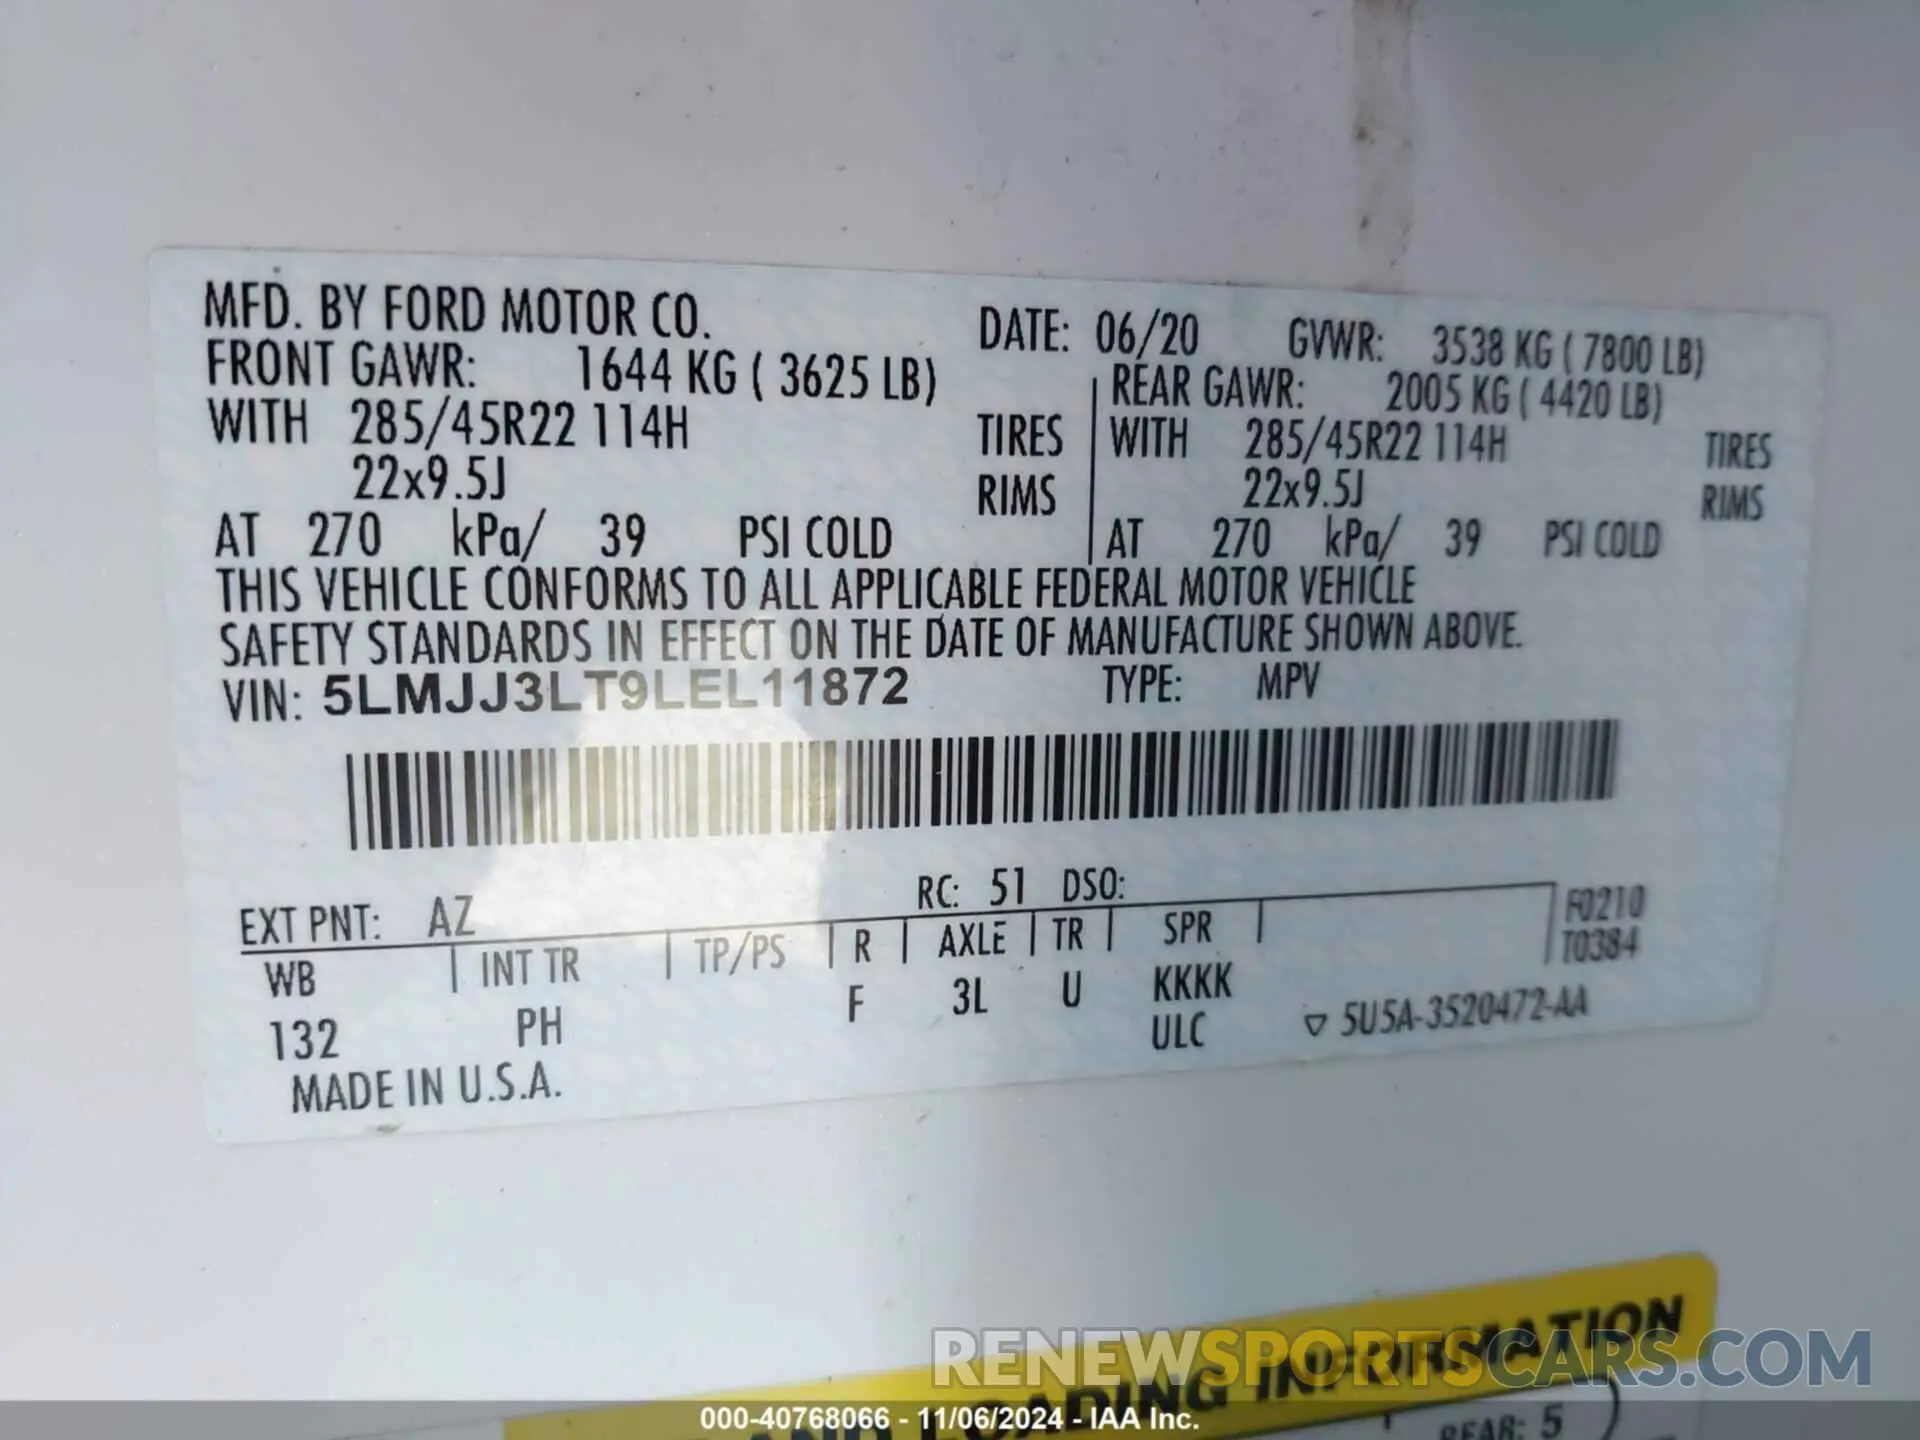 MFD. BY FORD MOTOR CO. DATE: 06/20 GVWR: 3538 KG ( 7800 LB)
FRONT GAWR: 1644 KG ( 3625 LB) REAR GAWR: 2005 KG ( 4420 LB)
WITH 285/45R22 114H TIRES WITH 285/45R22 114H TIRES
22x9.5J RIMS 22x9.5J RIMS
AT 270 kPa/ 39 PSI COLD AT 270 kPa/ 39 PSI COLD
THIS VEHICLE CONFORMS TO ALL APPLICABLE FEDERAL MOTOR VEHICLE
SAFETY STANDARDS IN EFFECT ON THE DATE OF MANUFACTURE SHOWN ABOVE.
VIN: 5LMJJ3LT9LEL11872 TYPE: MPV
EXT PNT: AZ RC: 51 DSO:
WB INT TR TP/PS R AXLE TR SPR F0210
T0384
132 PH F 3L U KKKK
ULC ▽ 5U5A-3520472-AA
MADE IN U.S.A.
AND LOADING INFORMATION
RENEWSPORTSCARS.COM
000-40768066 - 11/06/2024 - IAA Inc.
REAR: 5